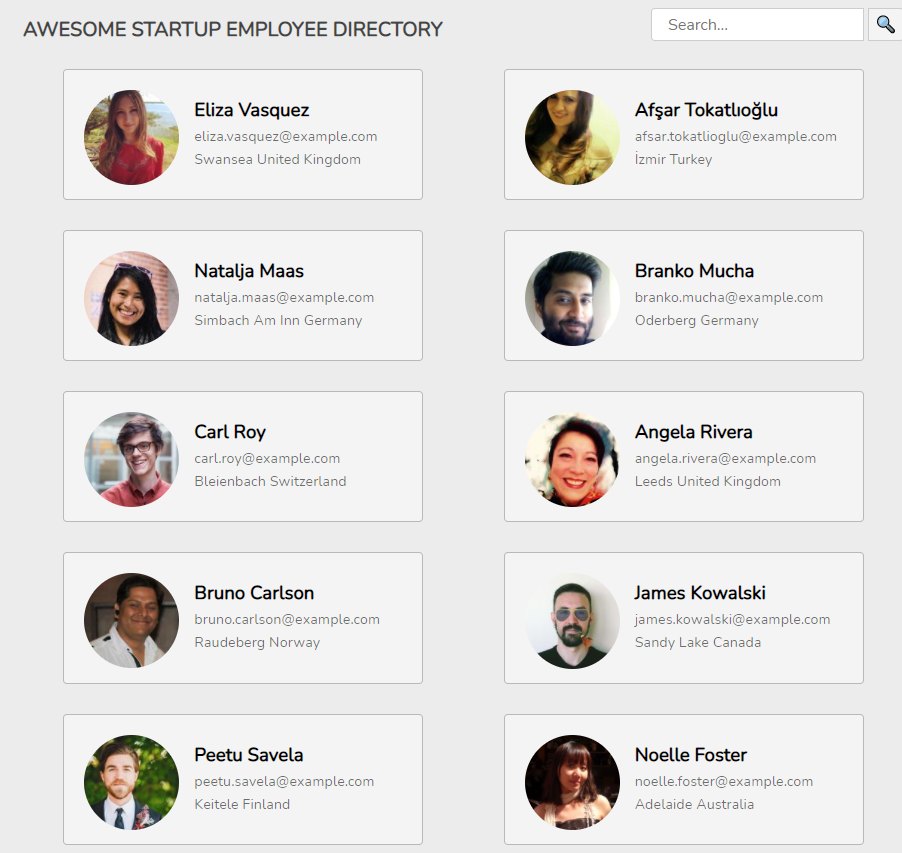 AWESOME STARTUP EMPLOYEE DIRECTORY
Search...
Eliza Vasquez
eliza.vasquez@example.com
Swansea United Kingdom
Afşar Tokatlıoğlu
afsar.tokatlioglu@example.com
İzmir Turkey
Natalja Maas
natalja.maas@example.com
Simbach Am Inn Germany
Branko Mucha
branko.mucha@example.com
Oderberg Germany
Carl Roy
carl.roy@example.com
Bleienbach Switzerland
Angela Rivera
angela.rivera@example.com
Leeds United Kingdom
Bruno Carlson
bruno.carlson@example.com
Raudeberg Norway
James Kowalski
james.kowalski@example.com
Sandy Lake Canada
Peetu Savela
peetu.savela@example.com
Keitele Finland
Noelle Foster
noelle.foster@example.com
Adelaide Australia